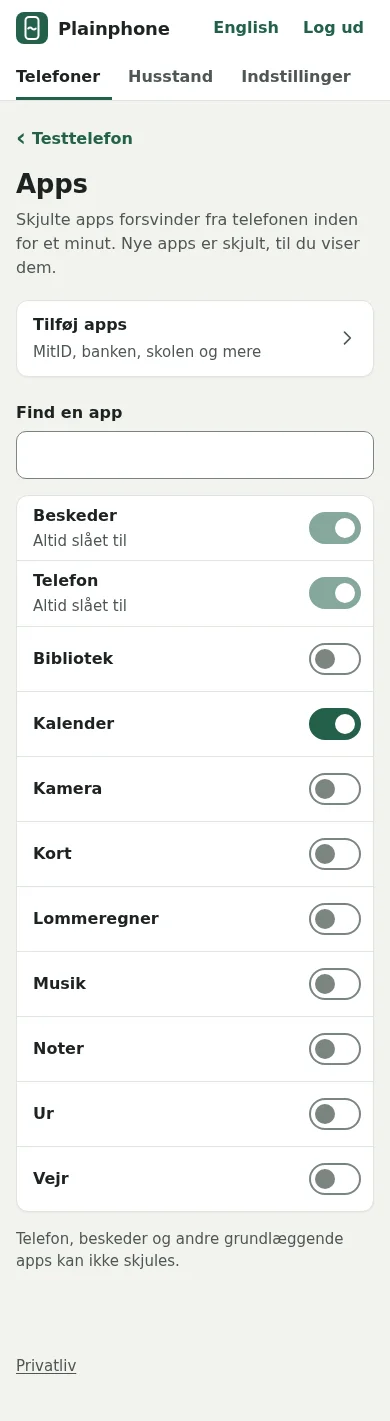 Plainphone
English
Log ud
Telefoner
Husstand
Indstillinger
‹ Testtelefon
Apps
Skjulte apps forsvinder fra telefonen inden
for et minut. Nye apps er skjult, til du viser
dem.
Tilføj apps
MitID, banken, skolen og mere
Find en app
Beskeder
Altid slået til
Telefon
Altid slået til
Bibliotek
Kalender
Kamera
Kort
Lommeregner
Musik
Noter
Ur
Vejr
Telefon, beskeder og andre grundlæggende
apps kan ikke skjules.
Privatliv